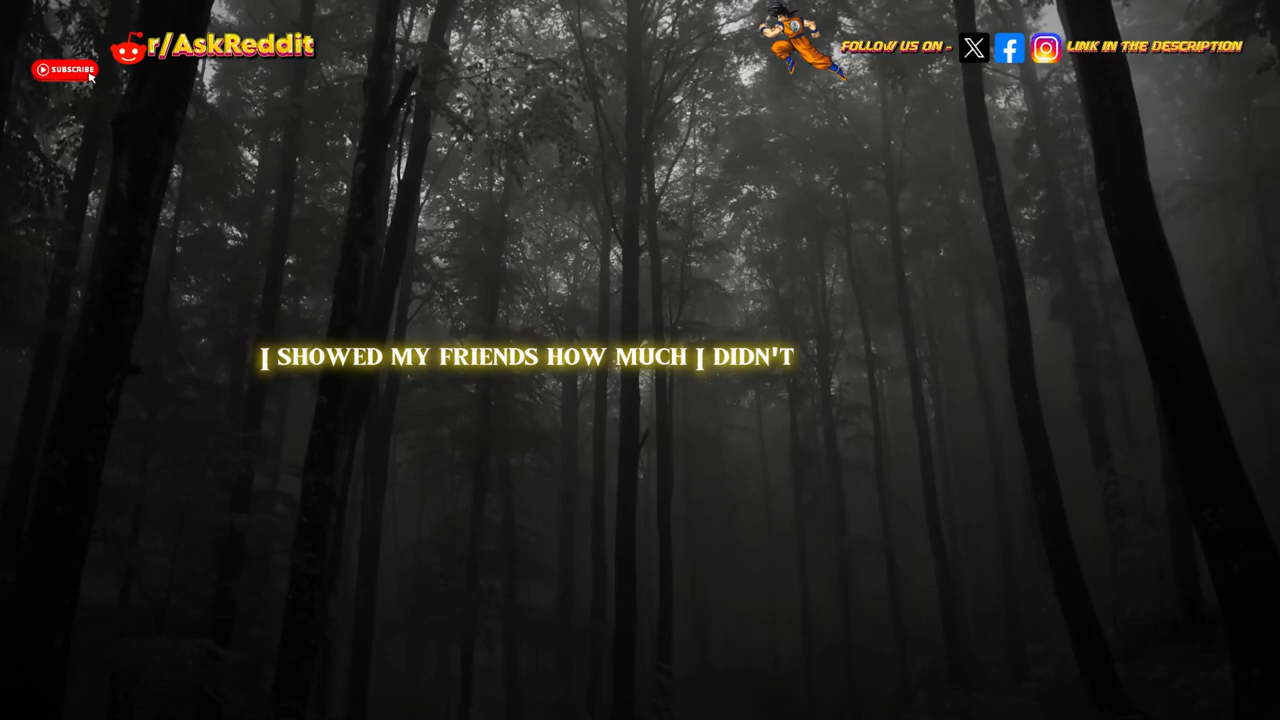 r/AskReddit
SUBSCRIBE
FOLLOW US ON -
LINK IN THE DESCRIPTION
I SHOWED MY FRIENDS HOW MUCH I DIDN'T